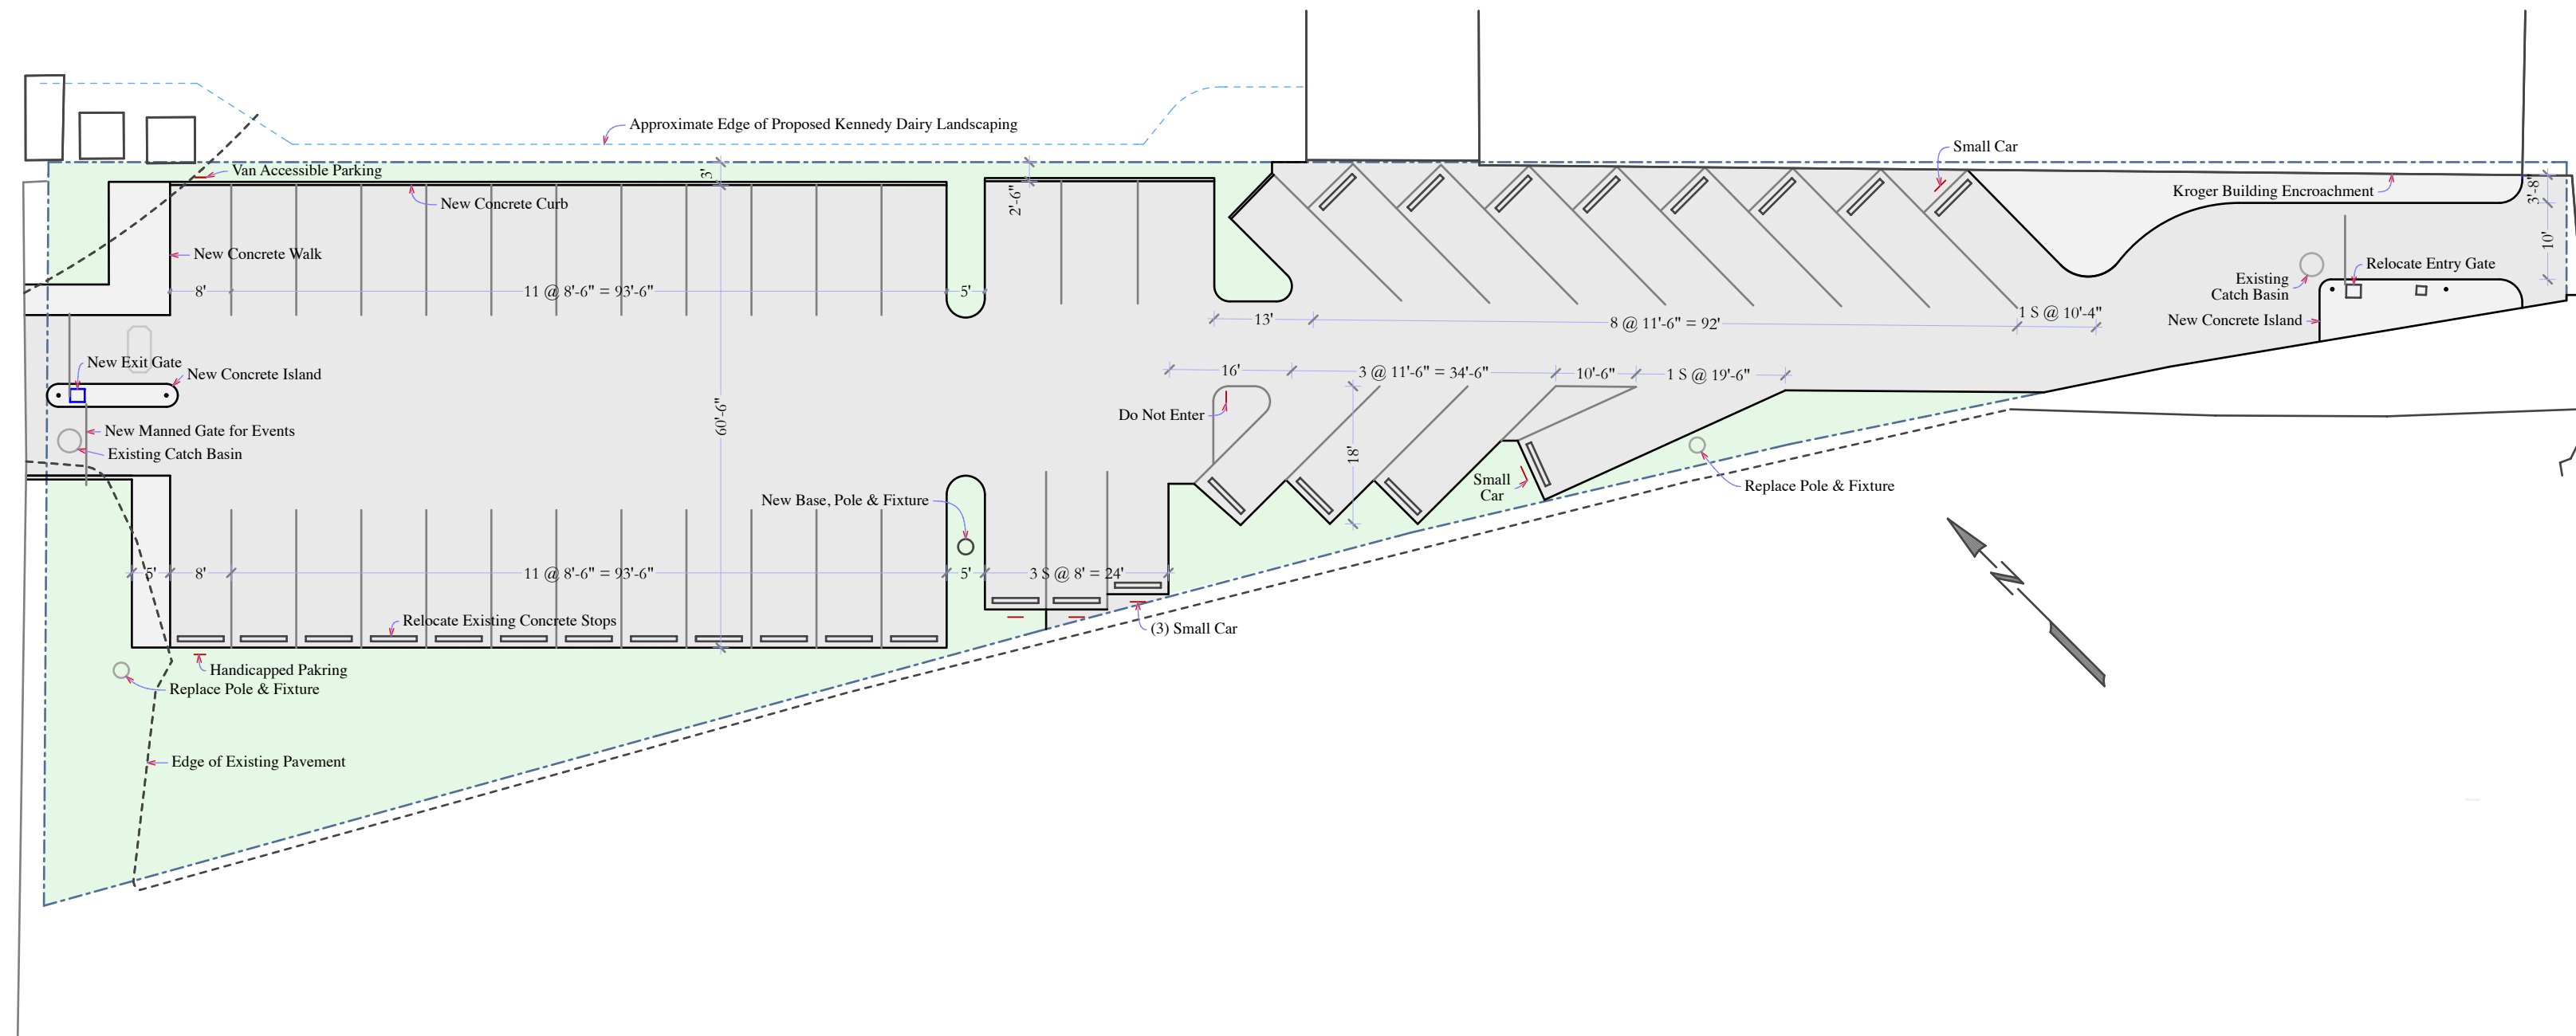 Approximate Edge of Proposed Kennedy Dairy Landscaping
Small Car
Van Accessible Parking
3'
Kroger Building Encroachment
3'-8"
New Concrete Curb
2'-6"
New Concrete Walk
10'
Relocate Entry Gate
Existing
Catch Basin
8'
11 @ 8'-6" = 93'-6"
5'
13'
8 @ 11'-6" = 92'
1 S @ 10'-4"
New Concrete Island
New Exit Gate
New Concrete Island
16'
3 @ 11'-6" = 34'-6"
10'-6"
1 S @ 19'-6"
60'-6"
Do Not Enter
New Manned Gate for Events
Existing Catch Basin
18'
Small
Car
Replace Pole & Fixture
New Base, Pole & Fixture
5'
8'
11 @ 8'-6" = 93'-6"
5'
3 S @ 8' = 24'
Relocate Existing Concrete Stops
(3) Small Car
Handicapped Pakring
Replace Pole & Fixture
Edge of Existing Pavement
N